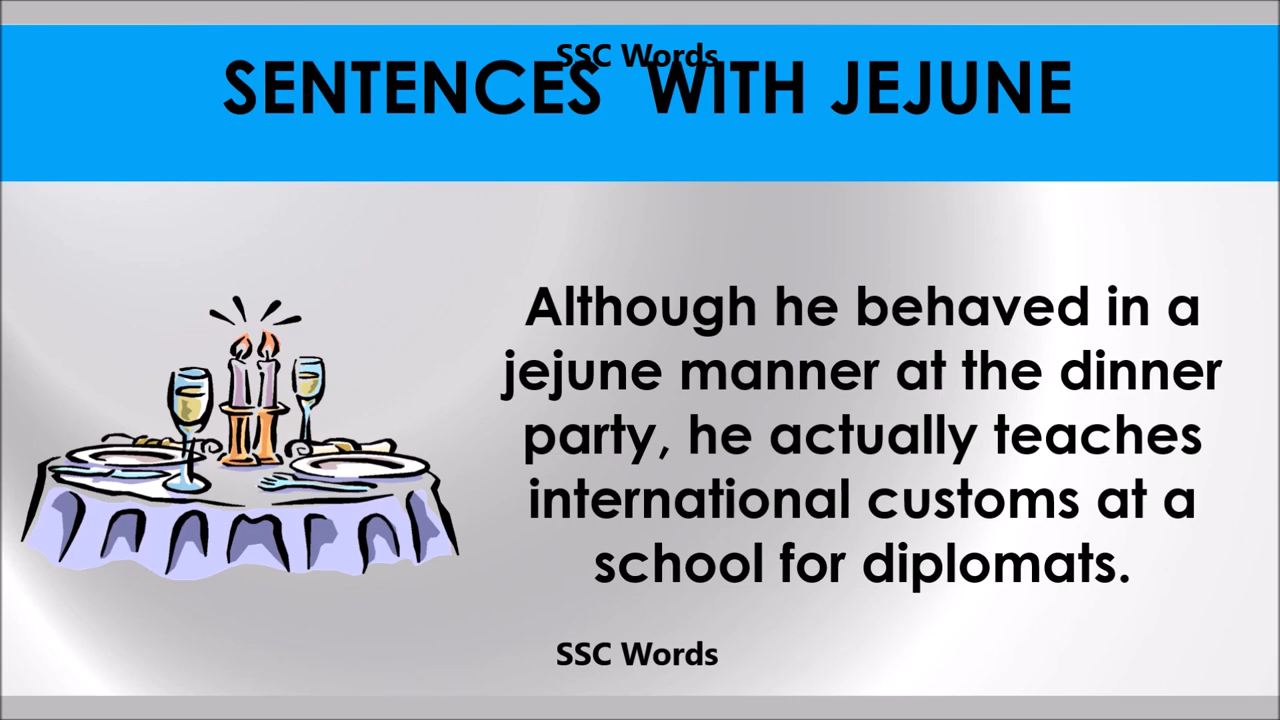 SSC Words
SENTENCES WITH JEJUNE
Although he behaved in a
jejune manner at the dinner
party, he actually teaches
international customs at a
school for diplomats.
SSC Words